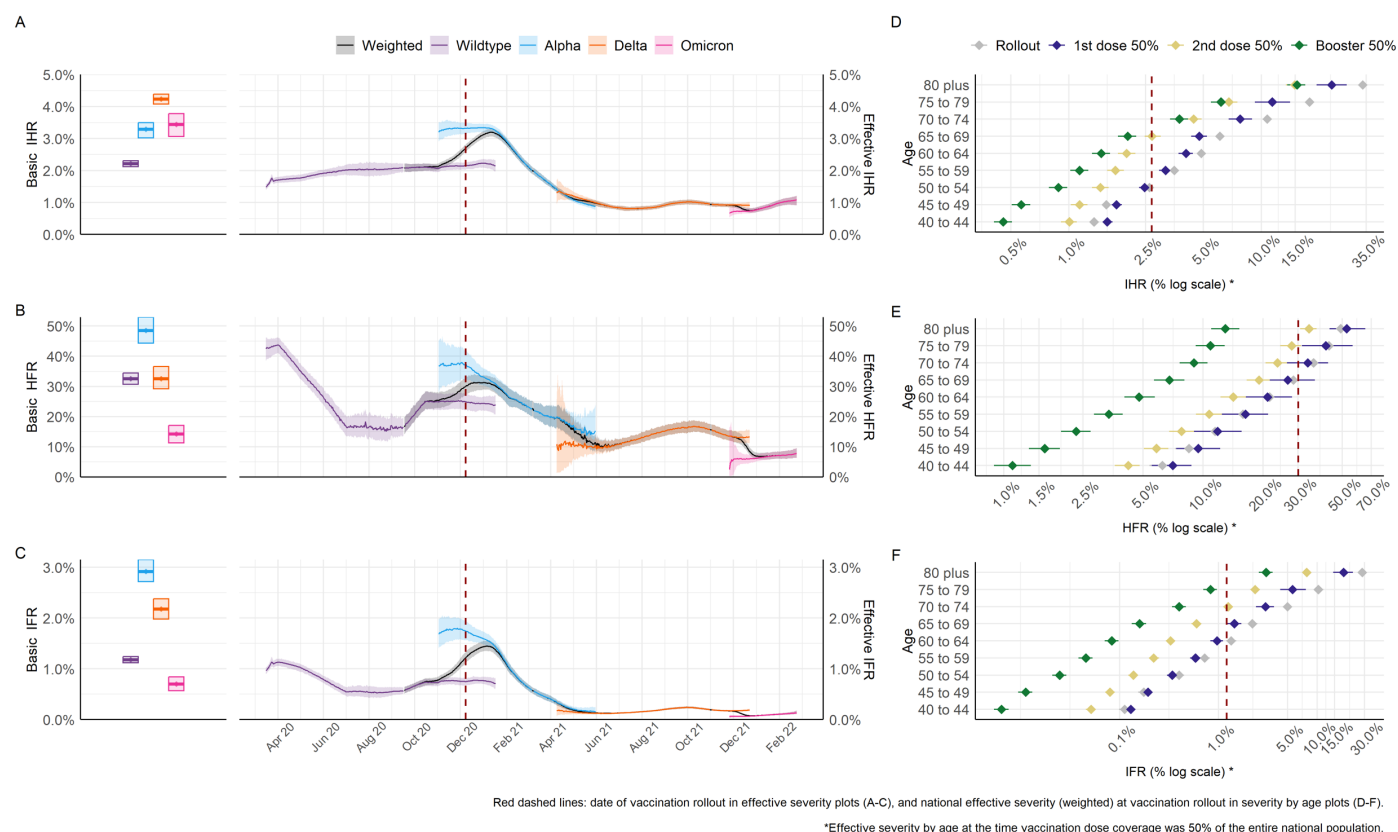 A
Weighted Wildtype Alpha Delta Omicron
Basic IHR
5.0%
4.0%
3.0%
2.0%
1.0%
0.0%
5.0%
4.0%
3.0%
2.0%
1.0%
0.0%
Effective IHR
B
Basic HFR
50%
40%
30%
20%
10%
0%
50%
40%
30%
20%
10%
0%
Effective HFR
C
Basic IFR
3.0%
2.0%
1.0%
0.0%
3.0%
2.0%
1.0%
0.0%
Effective IFR
Apr 20 Jun 20 Aug 20 Oct 20 Dec 20 Feb 21 Apr 21 Jun 21 Aug 21 Oct 21 Dec 21 Feb 22
D
Rollout 1st dose 50% 2nd dose 50% Booster 50%
Age
80 plus
75 to 79
70 to 74
65 to 69
60 to 64
55 to 59
50 to 54
45 to 49
40 to 44
0.5% 1.0% 2.5% 5.0% 10.0% 15.0% 35.0%
IHR (% log scale) *
E
Age
80 plus
75 to 79
70 to 74
65 to 69
60 to 64
55 to 59
50 to 54
45 to 49
40 to 44
1.0% 1.5% 2.5% 5.0% 10.0% 20.0% 30.0% 50.0% 70.0%
HFR (% log scale) *
F
Age
80 plus
75 to 79
70 to 74
65 to 69
60 to 64
55 to 59
50 to 54
45 to 49
40 to 44
0.1% 1.0% 5.0% 10.0% 15.0% 30.0%
IFR (% log scale) *
Red dashed lines: date of vaccination rollout in effective severity plots (A-C), and national effective severity (weighted) at vaccination rollout in severity by age plots (D-F).
*Effective severity by age at the time vaccination dose coverage was 50% of the entire national population.